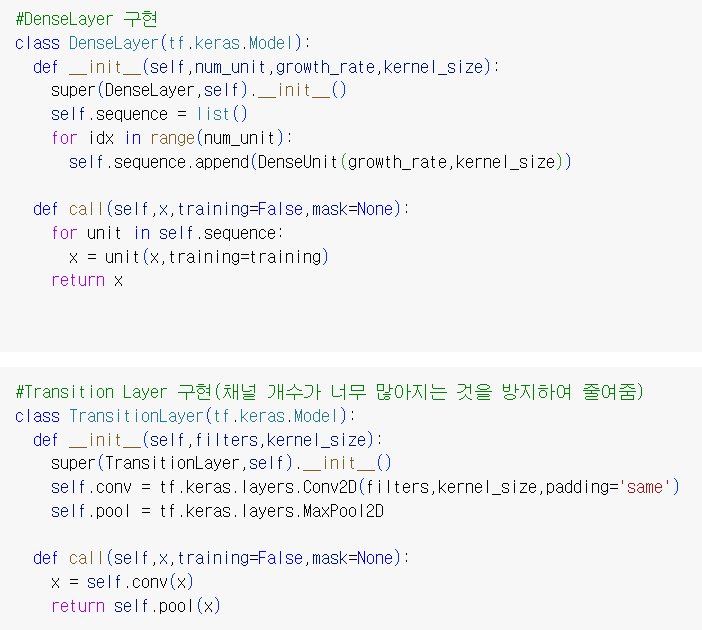 #DenseLayer 구현
class DenseLayer(tf.keras.Model):
  def __init__(self,num_unit,growth_rate,kernel_size):
    super(DenseLayer,self).__init__()
    self.sequence = list()
    for idx in range(num_unit):
      self.sequence.append(DenseUnit(growth_rate,kernel_size))
  def call(self,x,training=False,mask=None):
    for unit in self.sequence:
      x = unit(x,training=training)
    return x
#Transition Layer 구현(채널 개수가 너무 많아지는 것을 방지하여 줄여줌)
class TransitionLayer(tf.keras.Model):
  def __init__(self,filters,kernel_size):
    super(TransitionLayer,self).__init__()
    self.conv = tf.keras.layers.Conv2D(filters,kernel_size,padding='same')
    self.pool = tf.keras.layers.MaxPool2D
  def call(self,x,training=False,mask=None):
    x = self.conv(x)
    return self.pool(x)